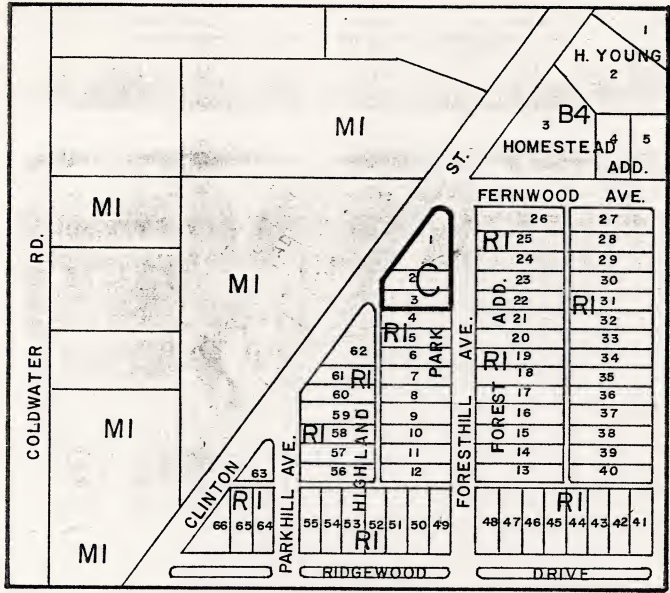 1
H. YOUNG
2
MI
3 B4
HOMESTEAD 4 5
ADD.
ST.
FERNWOOD AVE.
MI
26 27
1 RI 25 28
24 29
2 C 23 30
MI
3 22 RI 31
4 21 32
RI 5 20 33
62 6 RI 19 34
61 RI 7 18 35
60 8 17 36
59 9 16 37
RI 58 10 15 38
57 11 14 39
56 12 13 40
PARK
FORESTHILL AVE.
FOREST ADD.
HIGHLAND
COLDWATER RD.
MI
63
CLINTON
PARKHILL AVE.
RI RI
66 65 64 55 54 53 52 51 50 49 48 47 46 45 44 43 42 41
RI
MI
RIDGEWOOD DRIVE